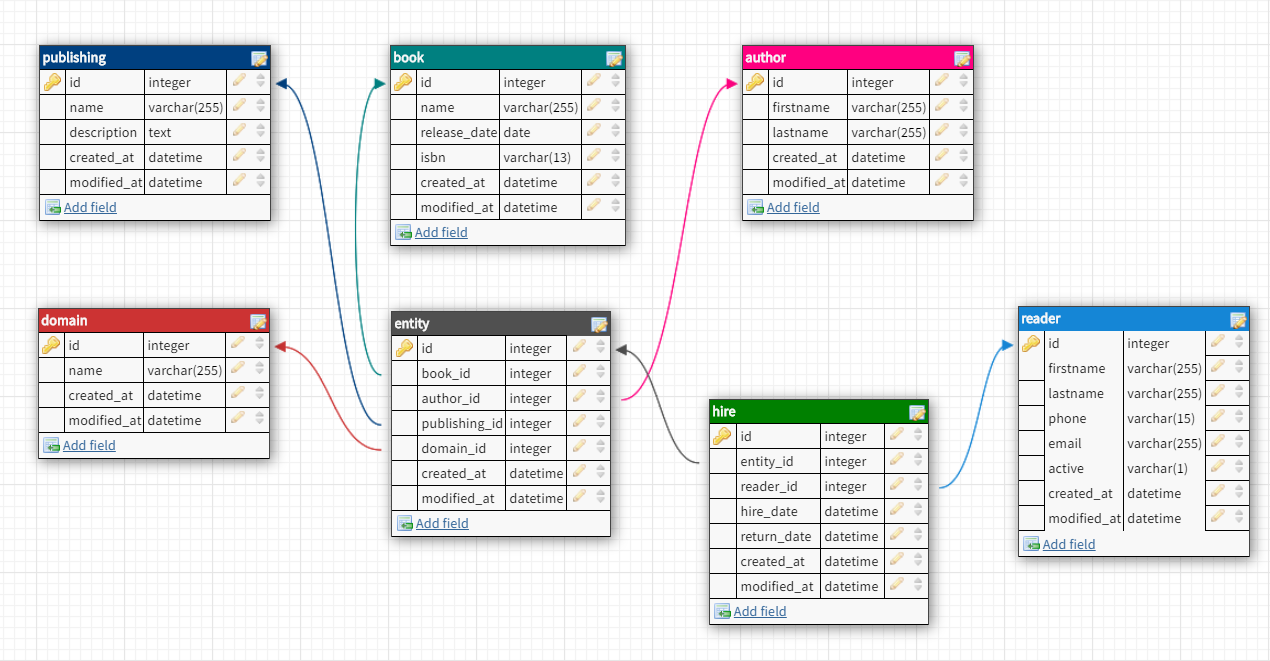 publishing
id integer
name varchar(255)
description text
created_at datetime
modified_at datetime
Add field
book
id integer
name varchar(255)
release_date date
isbn varchar(13)
created_at datetime
modified_at datetime
Add field
author
id integer
firstname varchar(255)
lastname varchar(255)
created_at datetime
modified_at datetime
Add field
domain
id integer
name varchar(255)
created_at datetime
modified_at datetime
Add field
entity
id integer
book_id integer
author_id integer
publishing_id integer
domain_id integer
created_at datetime
modified_at datetime
Add field
hire
id integer
entity_id integer
reader_id integer
hire_date datetime
return_date datetime
created_at datetime
modified_at datetime
Add field
reader
id integer
firstname varchar(255)
lastname varchar(255)
phone varchar(15)
email varchar(255)
active varchar(1)
created_at datetime
modified_at datetime
Add field